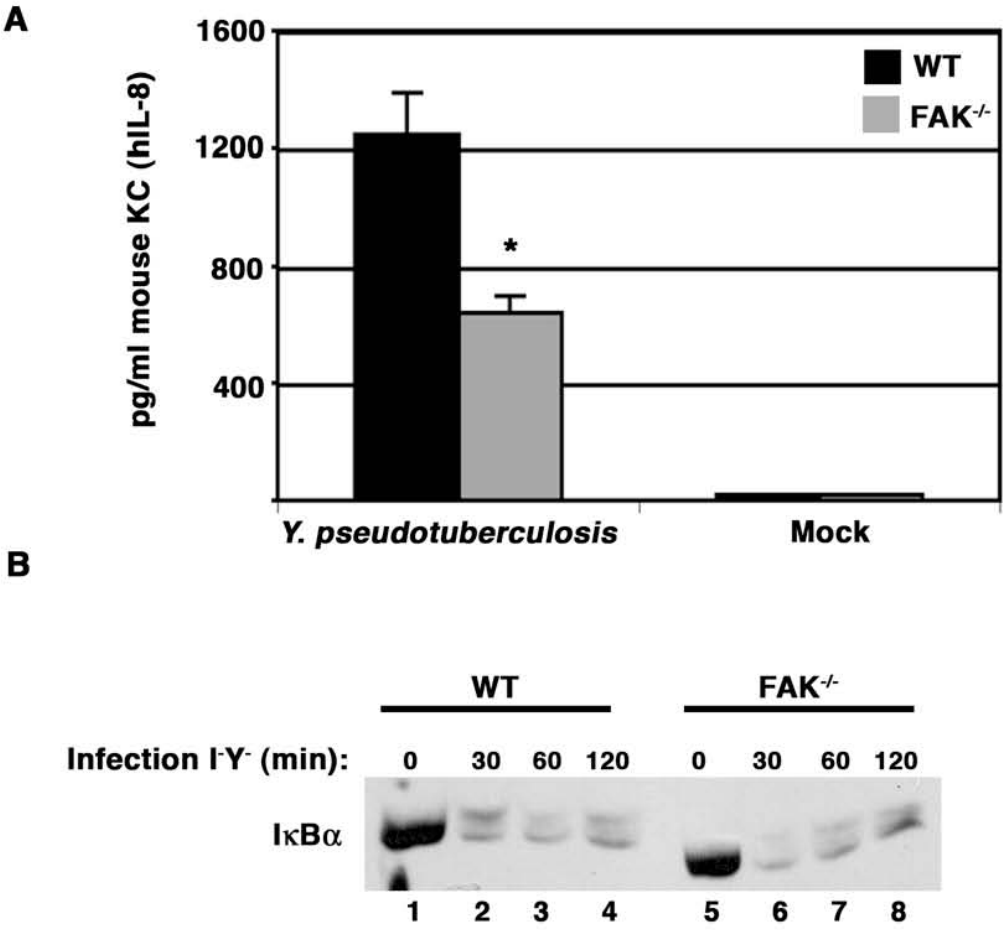 A
1600
1200
800
400
pg/ml mouse KC (hIL-8)
WT
FAK-/-
*
Y. pseudotuberculosis Mock
B
WT FAK-/-
Infection I-Y- (min): 0 30 60 120 0 30 60 120
IκBα
1 2 3 4 5 6 7 8